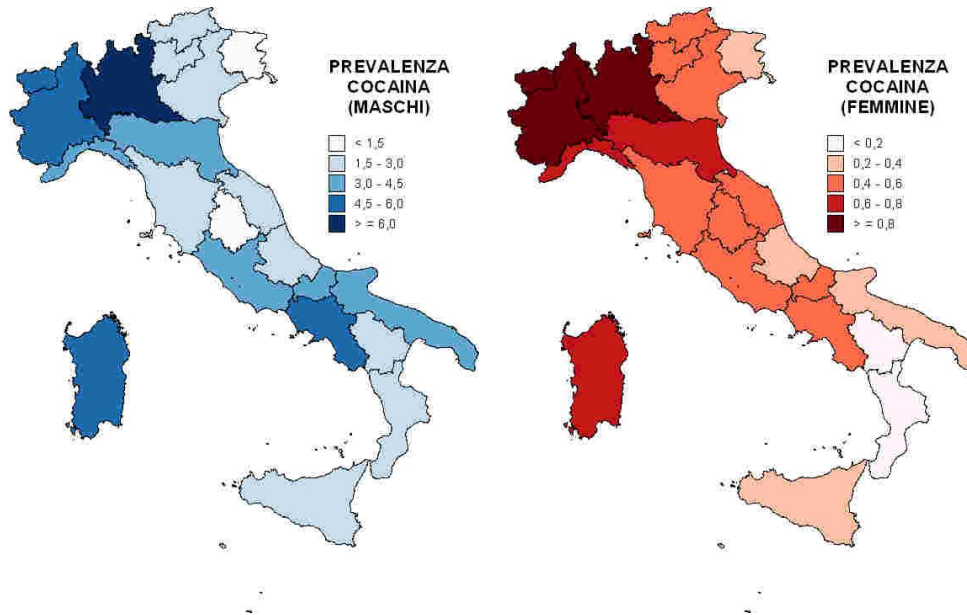 PREVALENZA
COCAINA
(MASCHI)
< 1,5
1,5 - 3,0
3,0 - 4,5
4,5 - 6,0
> = 6,0
PREVALENZA
COCAINA
(FEMMINE)
< 0,2
0,2 - 0,4
0,4 - 0,6
0,6 - 0,8
> = 0,8